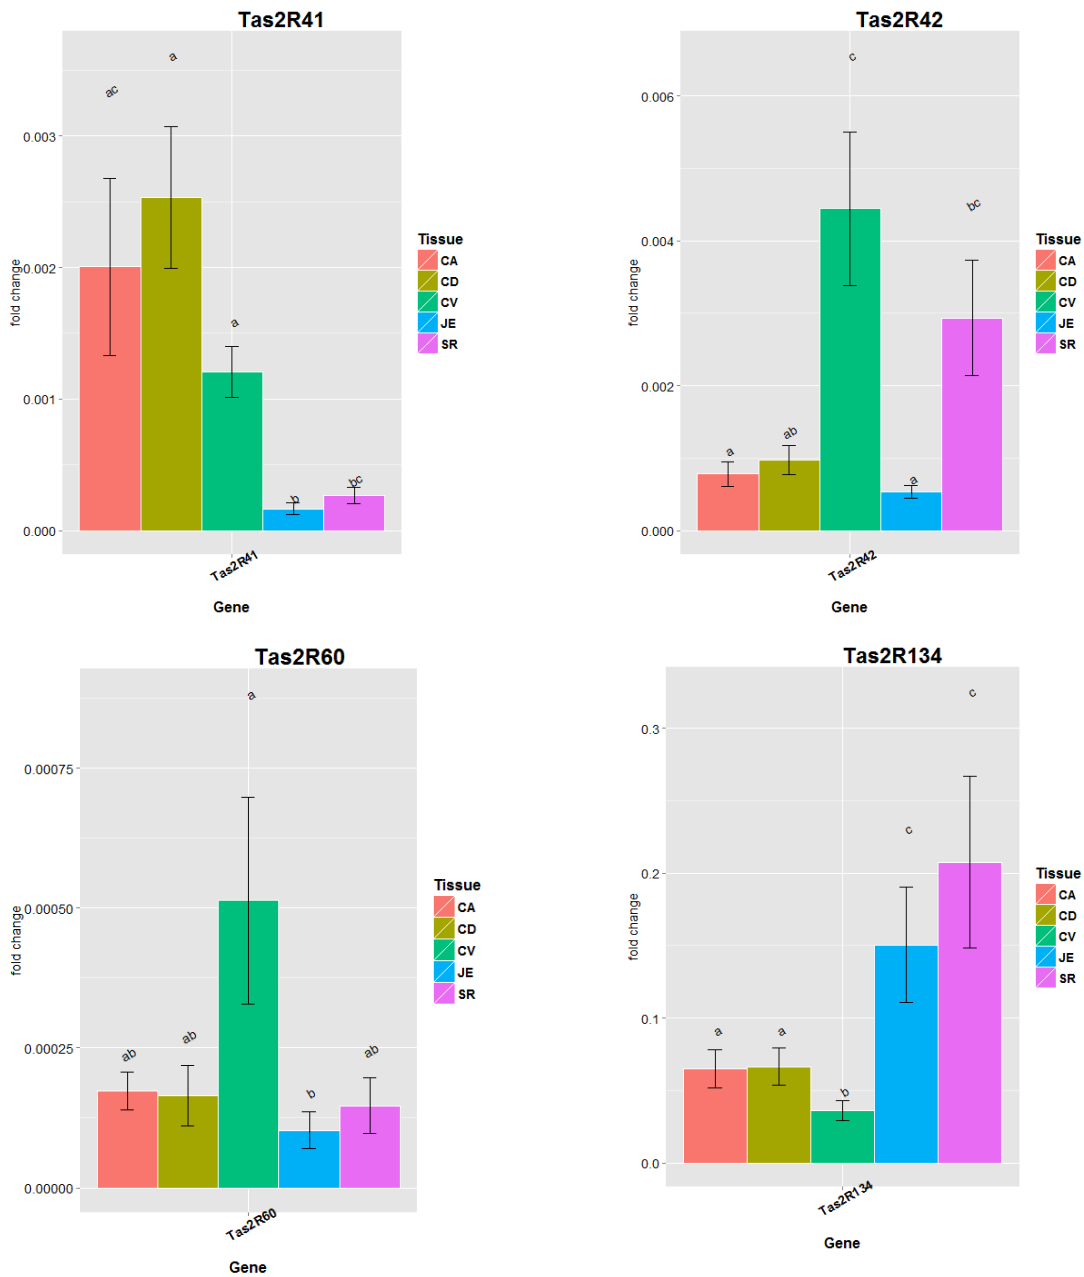 Tas2R41
fold change
0.003
0.002
0.001
0.000
ac
a
a
b
bc
Tas2R41
Gene
Tissue
CA
CD
CV
JE
SR
Tas2R42
fold change
0.006
0.004
0.002
0.000
a
ab
c
a
bc
Tas2R42
Gene
Tissue
CA
CD
CV
JE
SR
Tas2R60
fold change
0.00075
0.00050
0.00025
0.00000
ab
ab
a
b
ab
Tas2R60
Gene
Tissue
CA
CD
CV
JE
SR
Tas2R134
fold change
0.3
0.2
0.1
0.0
a
a
b
c
c
Tas2R134
Gene
Tissue
CA
CD
CV
JE
SR